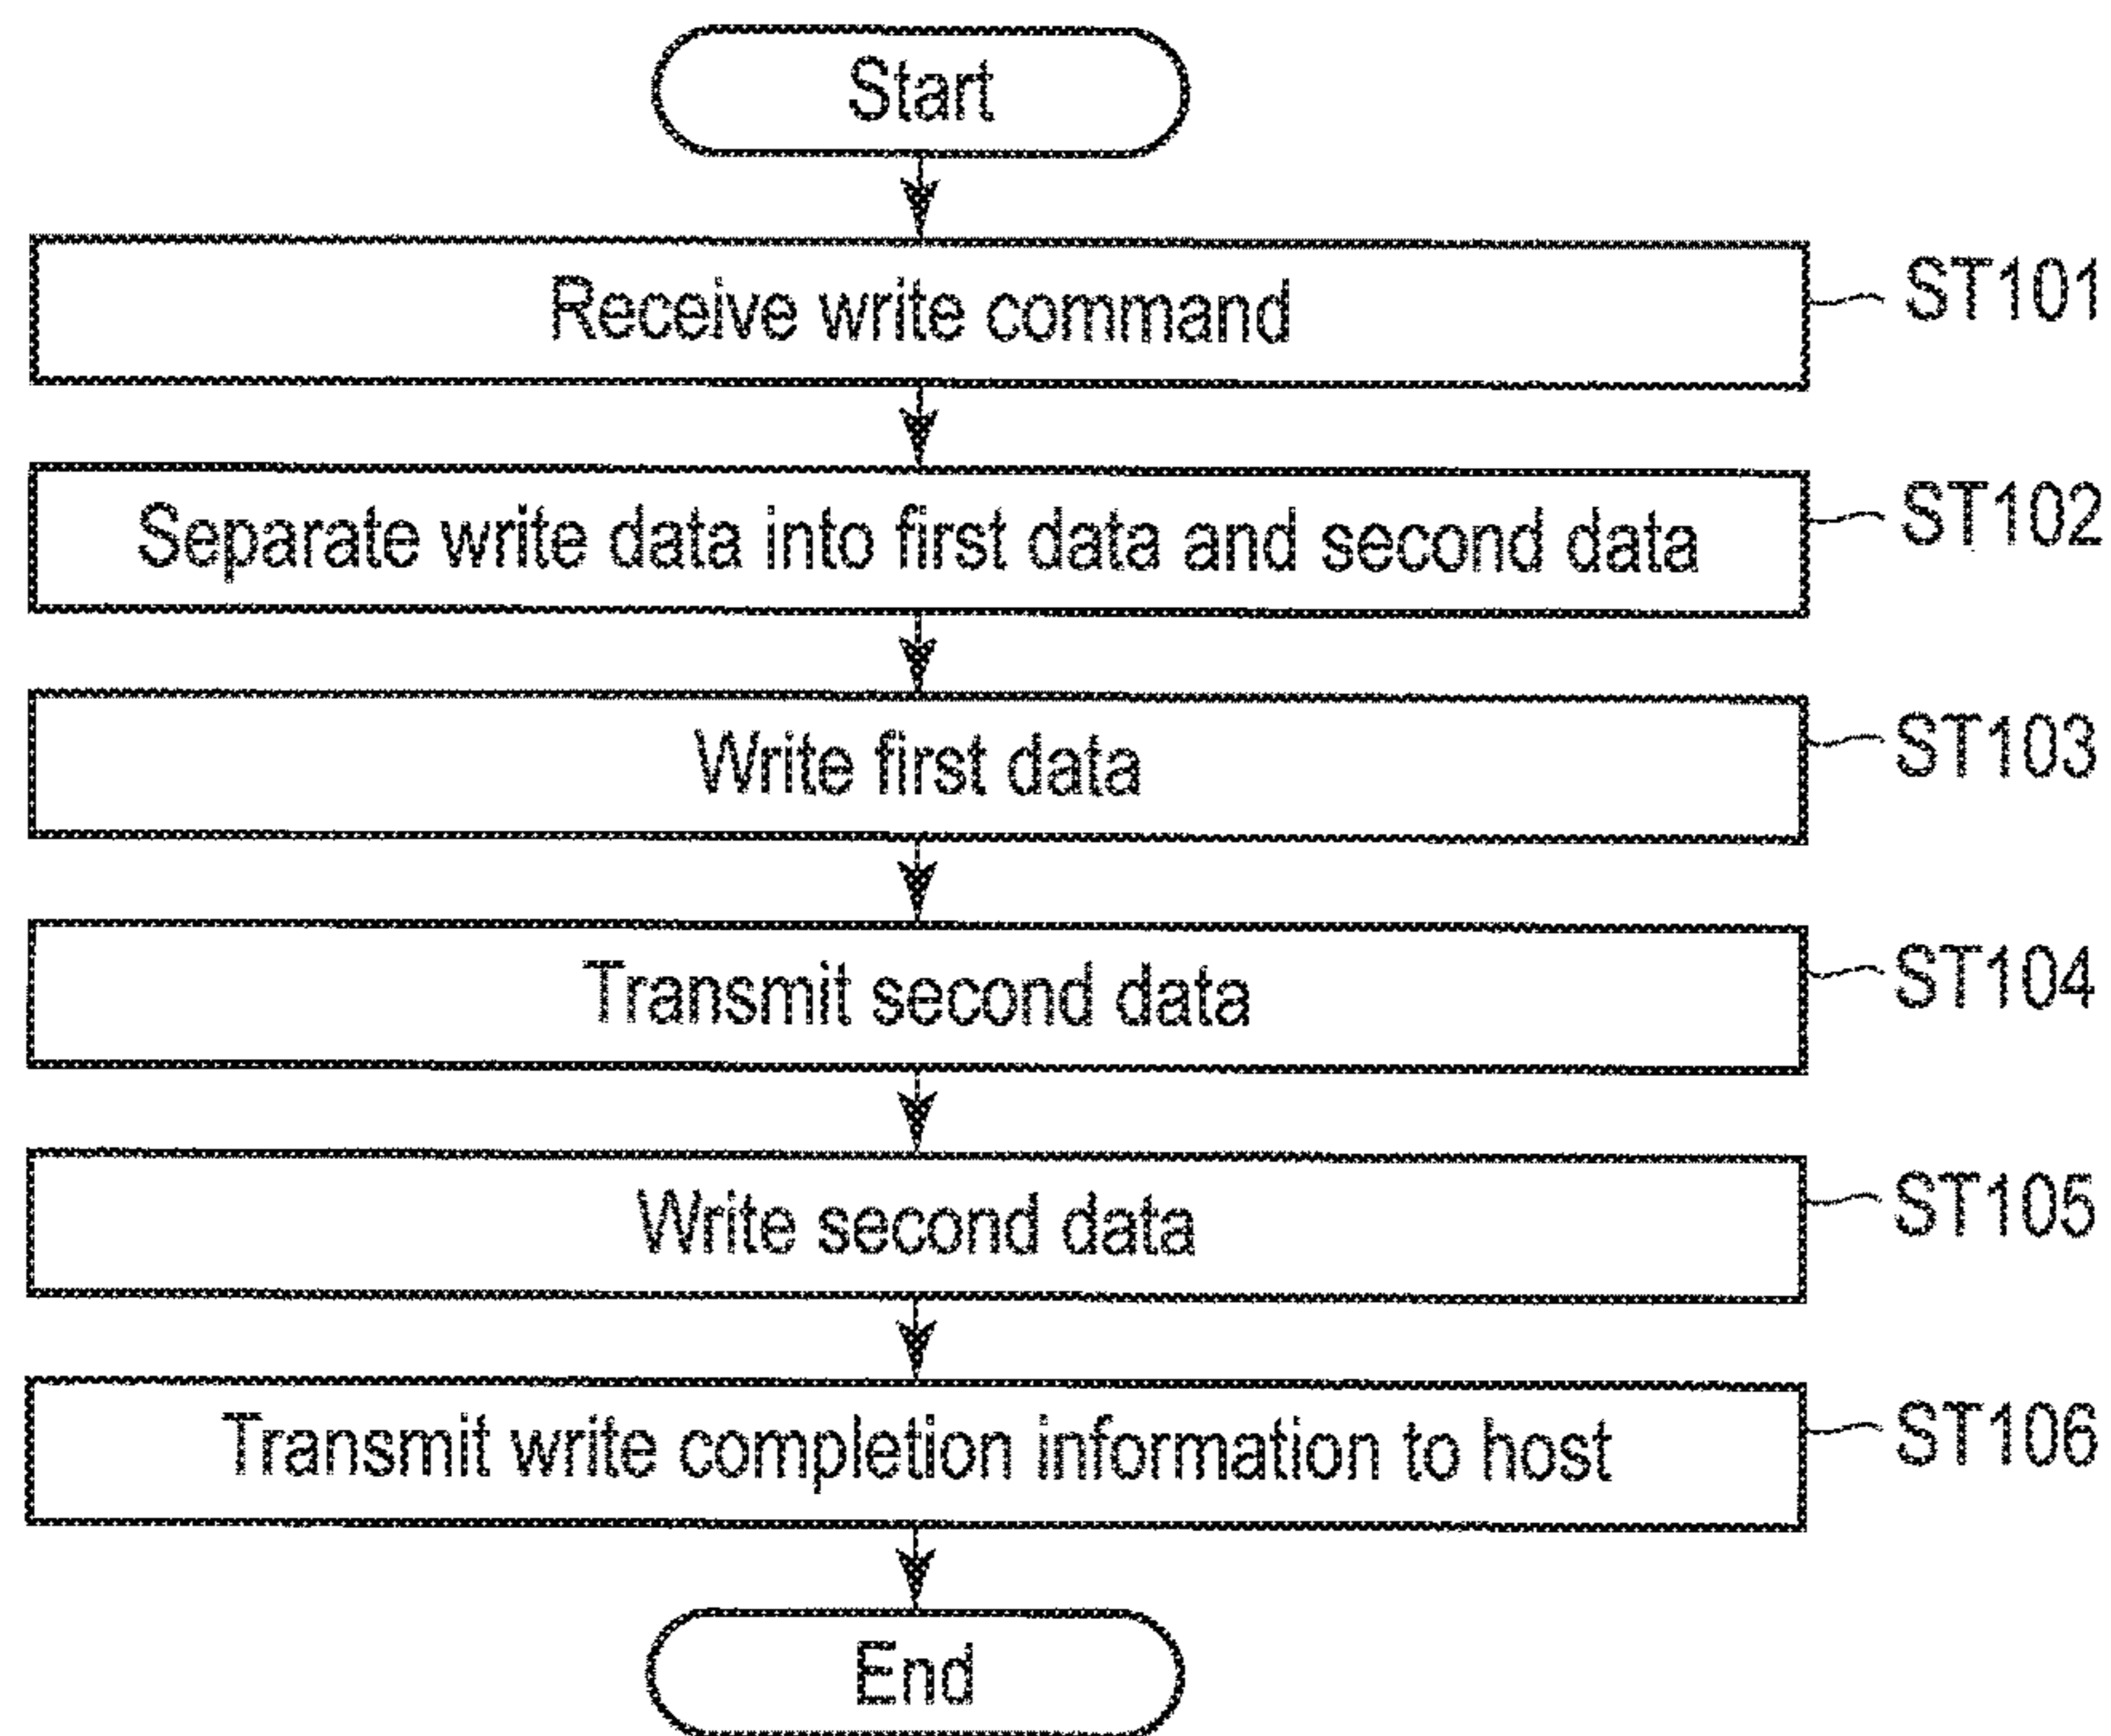 Start
Receive write command
ST101
Separate write data into first data and second data
ST102
Write first data
ST103
Transmit second data
ST104
Write second data
ST105
Transmit write completion information to host
ST106
End